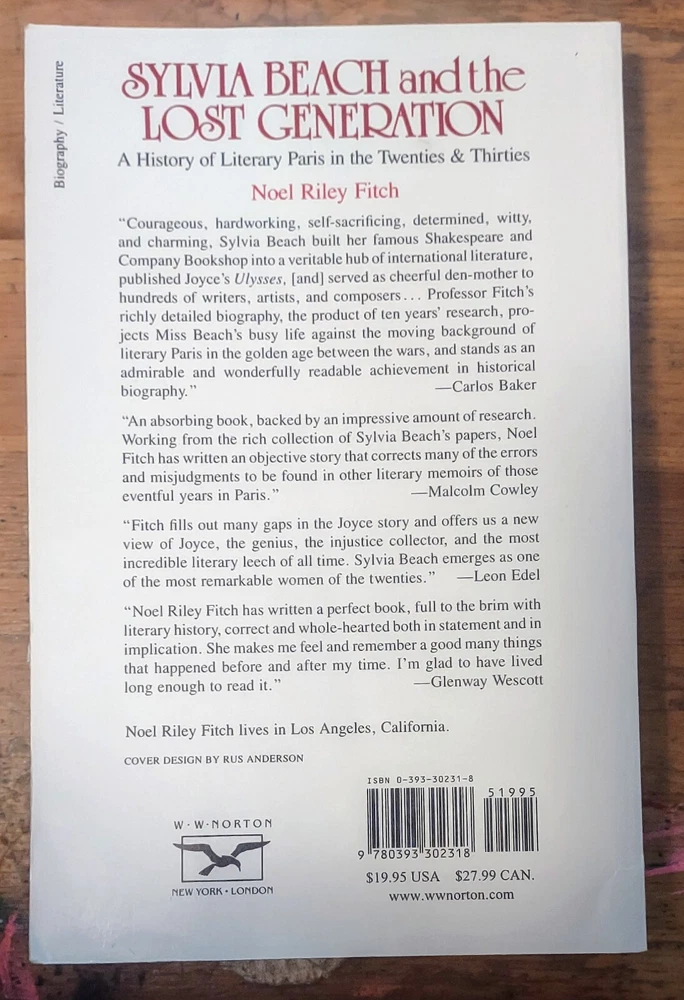 Biography / Literature
SYLVIA BEACH and the
LOST GENERATION
A History of Literary Paris in the Twenties & Thirties
Noel Riley Fitch
“Courageous, hardworking, self-sacrificing, determined, witty,
and charming, Sylvia Beach built her famous Shakespeare and
Company Bookshop into a veritable hub of international literature,
published Joyce’s Ulysses, [and] served as cheerful den-mother to
hundreds of writers, artists, and composers... Professor Fitch’s
richly detailed biography, the product of ten years’ research, pro-
jects Miss Beach’s busy life against the moving background of
literary Paris in the golden age between the wars, and stands as an
admirable and wonderfully readable achievement in historical
biography.” —Carlos Baker
“An absorbing book, backed by an impressive amount of research.
Working from the rich collection of Sylvia Beach’s papers, Noel
Fitch has written an objective story that corrects many of the errors
and misjudgments to be found in other literary memoirs of those
eventful years in Paris.” —Malcolm Cowley
“Fitch fills out many gaps in the Joyce story and offers us a new
view of Joyce, the genius, the injustice collector, and the most
incredible literary leech of all time. Sylvia Beach emerges as one
of the most remarkable women of the twenties.” —Leon Edel
“Noel Riley Fitch has written a perfect book, full to the brim with
literary history, correct and whole-hearted both in statement and in
implication. She makes me feel and remember a good many things
that happened before and after my time. I’m glad to have lived
long enough to read it.” —Glenway Wescott
Noel Riley Fitch lives in Los Angeles, California.
COVER DESIGN BY RUS ANDERSON
W·W·NORTON
NEW YORK • LONDON
ISBN 0-393-30231-8
51995
9 780393 302318
$19.95 USA $27.99 CAN.
www.wwnorton.com